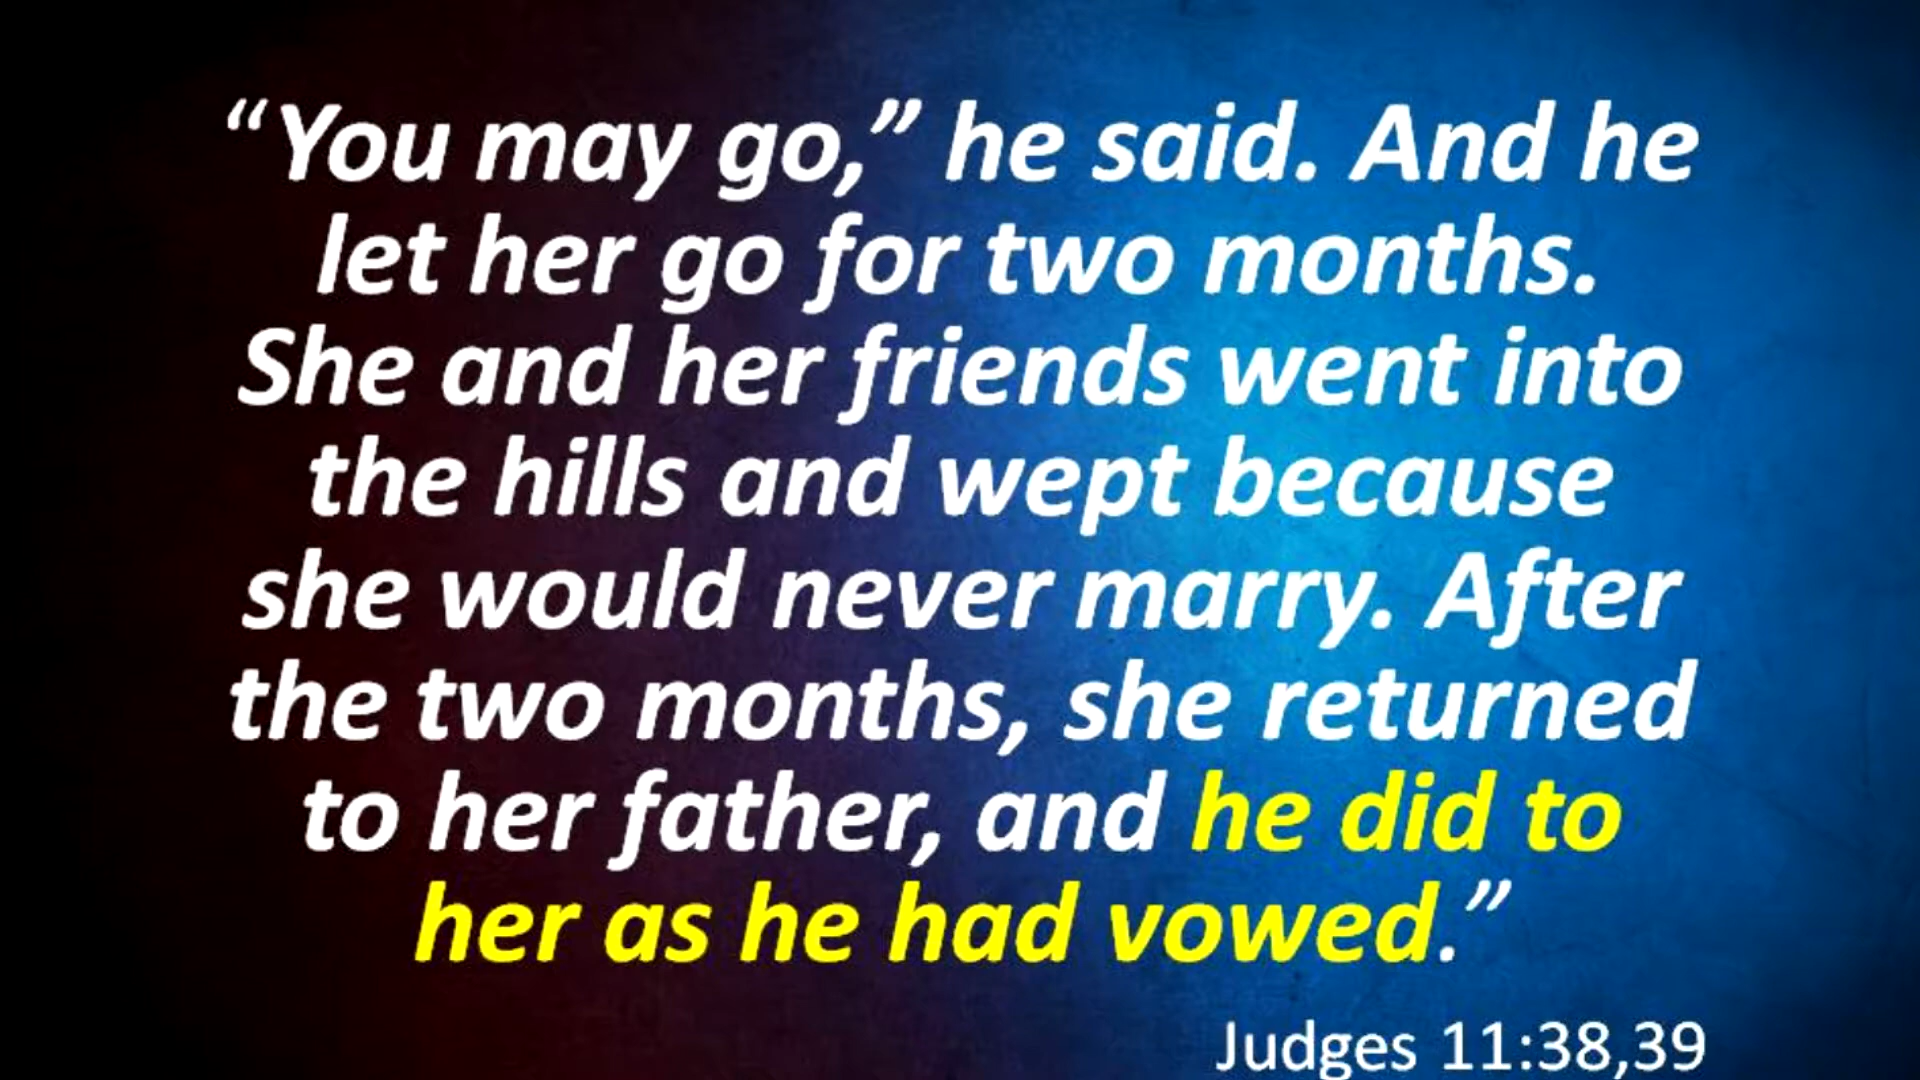 “You may go,” he said. And he
let her go for two months.
She and her friends went into
the hills and wept because
she would never marry. After
the two months, she returned
to her father, and he did to
her as he had vowed.”
Judges 11:38,39